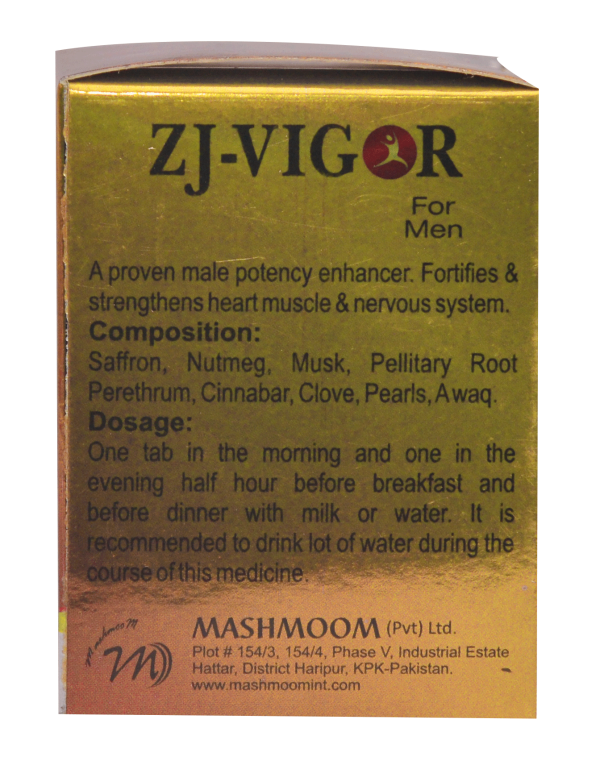 ZJ-VIGOR
For
Men
A proven male potency enhancer. Fortifies &
strengthens heart muscle & nervous system.
Composition:
Saffron, Nutmeg, Musk, Pellitary Root
Perethrum, Cinnabar, Clove, Pearls, Awaq.
Dosage:
One tab in the morning and one in the
evening half hour before breakfast and
before dinner with milk or water. It is
recommended to drink lot of water during the
course of this medicine.
Mashmoom
MASHMOOM (Pvt) Ltd.
Plot # 154/3, 154/4, Phase V, Industrial Estate
Hattar, District Haripur, KPK-Pakistan.
www.mashmoomint.com